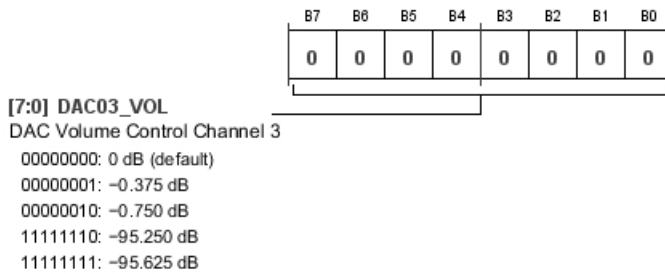 B7 B6 B5 B4 B3 B2 B1 B0
0 0 0 0 0 0 0 0
[7:0] DAC03_VOL
DAC Volume Control Channel 3
00000000: 0 dB (default)
00000001: −0.375 dB
00000010: −0.750 dB
11111110: −95.250 dB
11111111: −95.625 dB